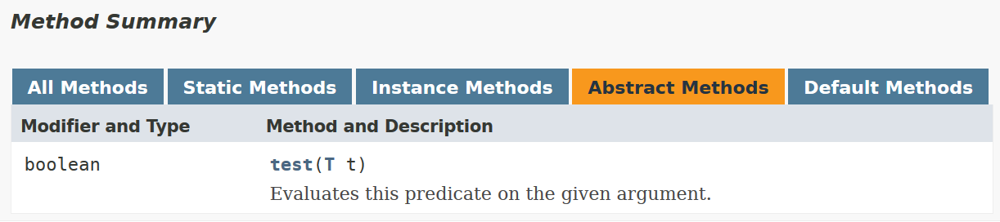 Method Summary
All Methods Static Methods Instance Methods Abstract Methods Default Methods
Modifier and Type Method and Description
boolean test(T t)
Evaluates this predicate on the given argument.